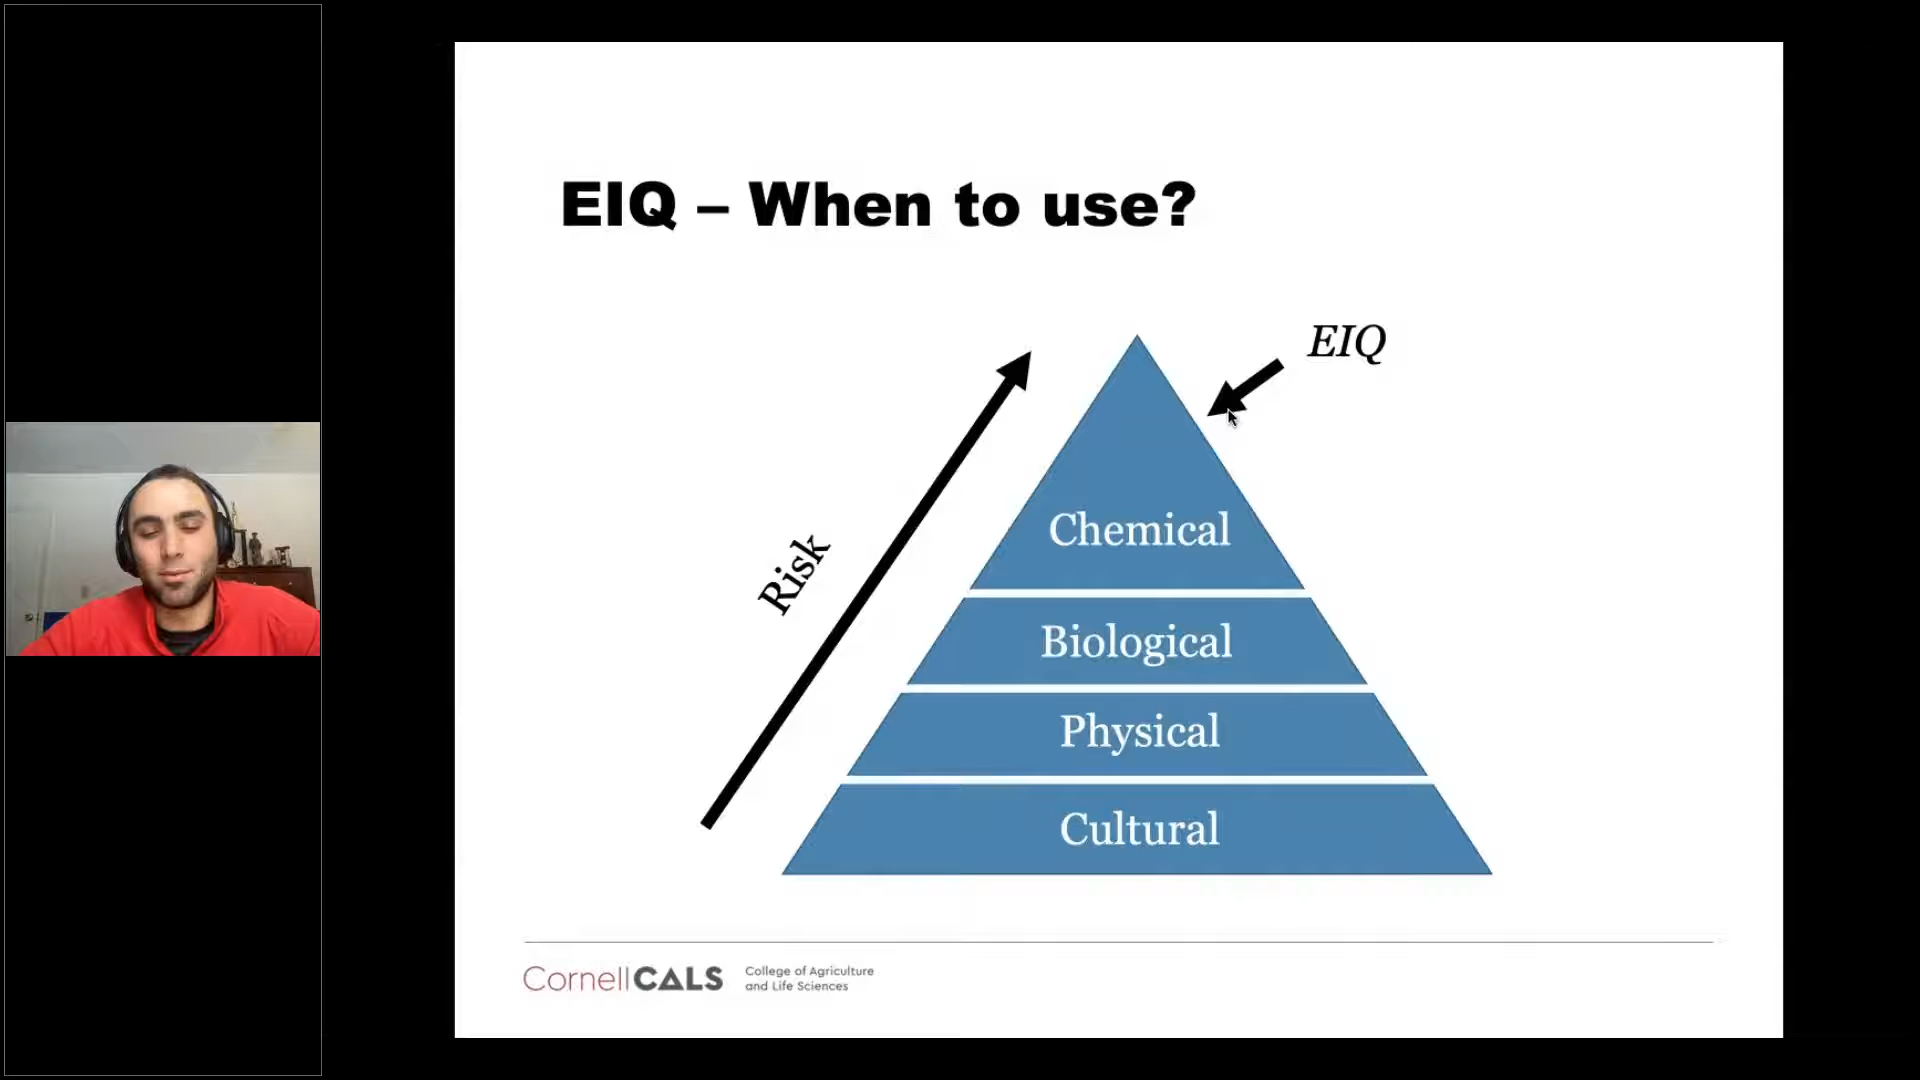 EIQ – When to use?
EIQ
Risk
Chemical
Biological
Physical
Cultural
CornellCALS
College of Agriculture
and Life Sciences